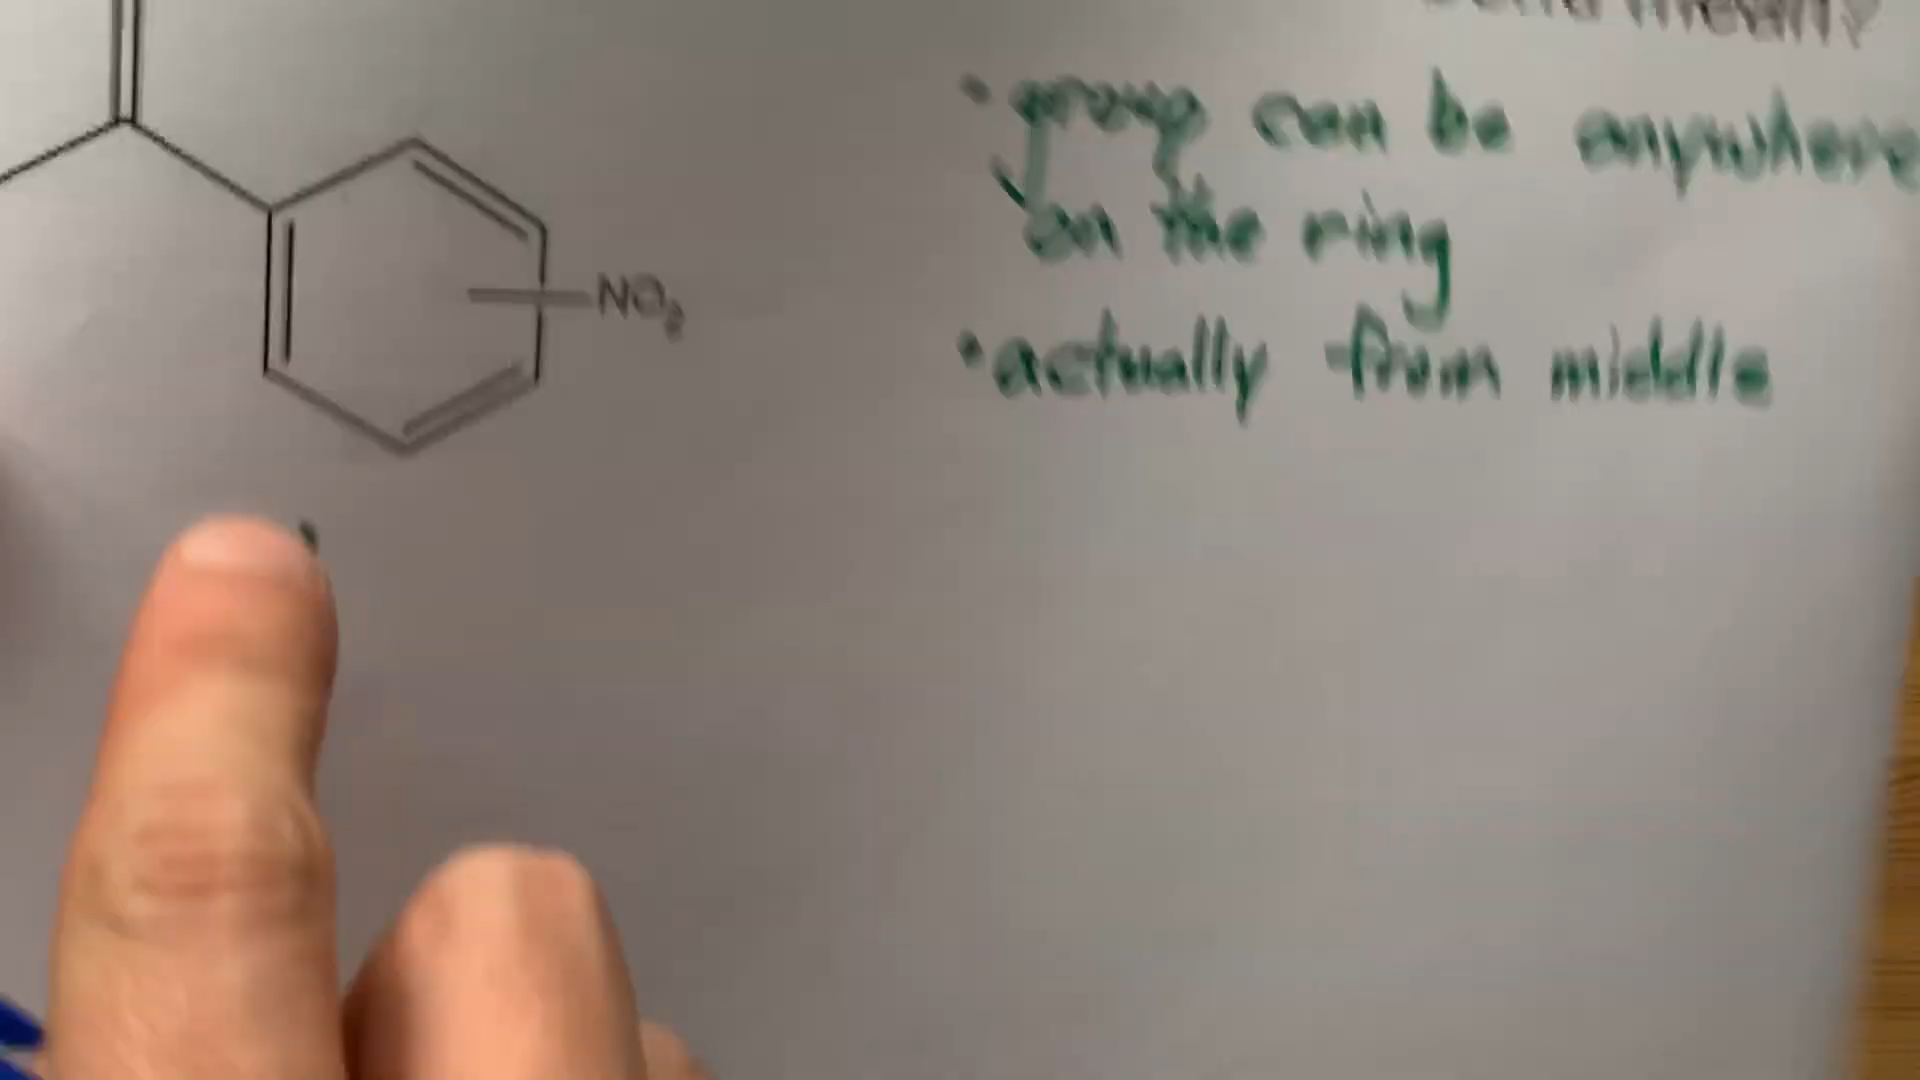 • group can be anywhere
on the ring
• actually from middle
NO₂